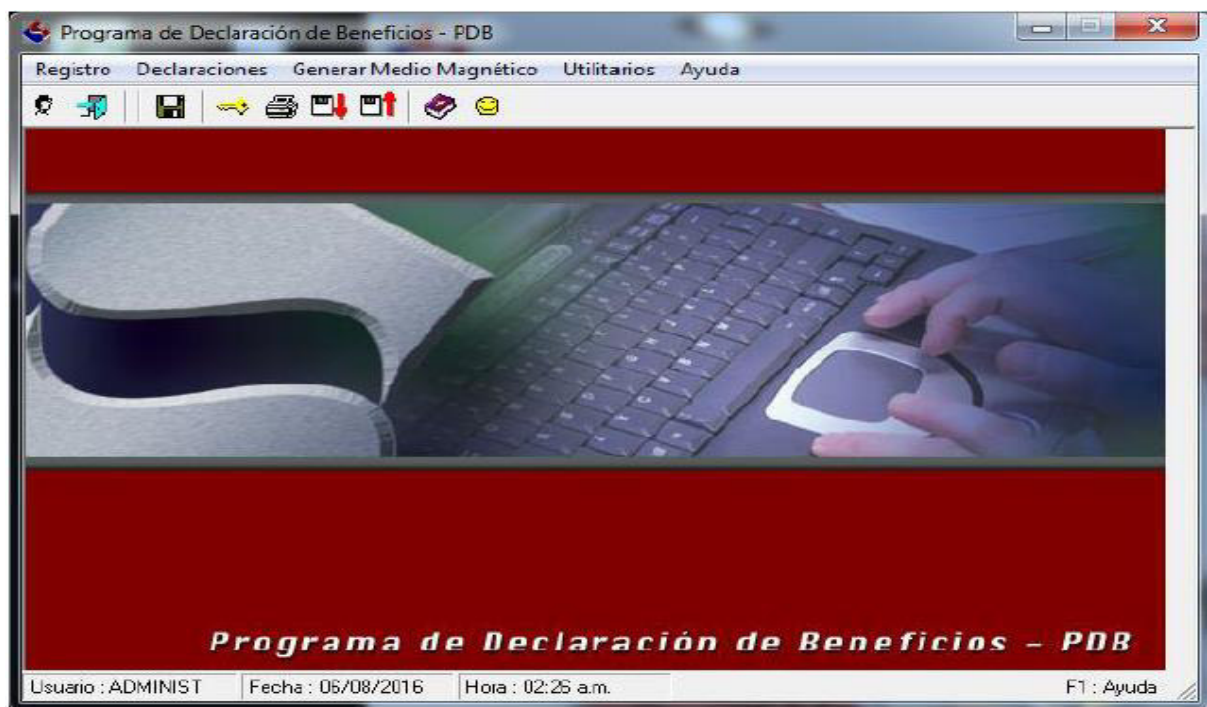 Programa de Declaración de Beneficios - PDB
Registro Declaraciones Generar Medio Magnético Utilitarios Ayuda
Programa de Declaración de Beneficios - PDB
Usuario : ADMINIST Fecha : 06/08/2016 Hora : 02:26 a.m. F1 : Ayuda